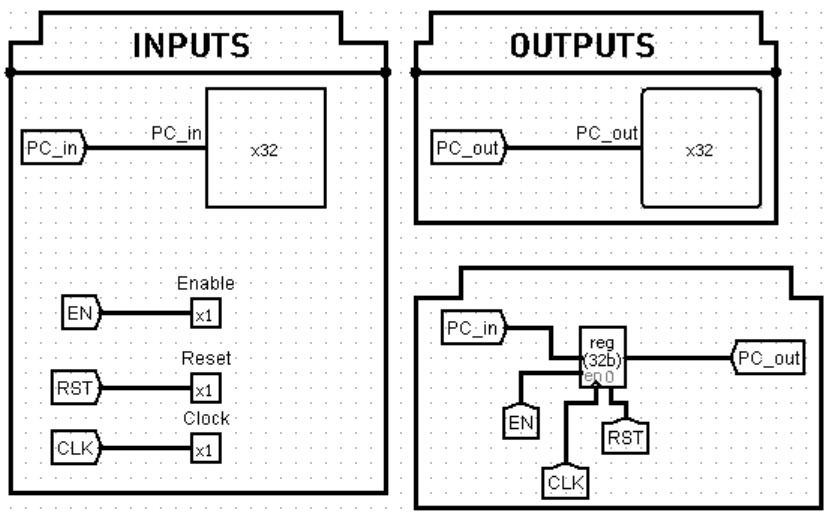 INPUTS
PC_in
PC_in
x32
Enable
EN
x1
Reset
RST
x1
Clock
CLK
x1
OUTPUTS
PC_out
PC_out
x32
PC_in
reg
(32b)
en 0
PC_out
EN
RST
CLK